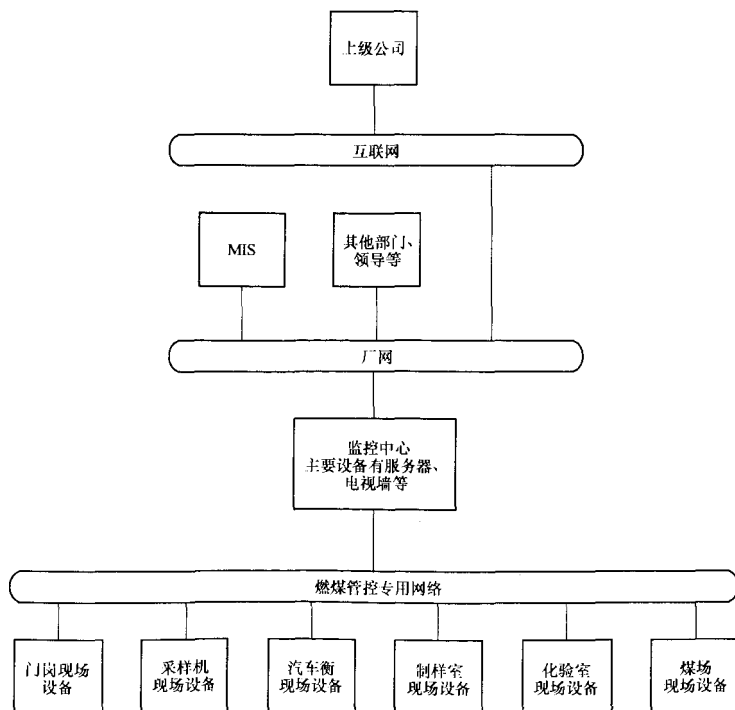 上级公司
互联网
MIS
其他部门、
领导等
厂网
监控中心
主要设备有服务器、
电视墙等
燃煤管控专用网络
门岗现场
设备
采样机
现场设备
汽车衡
现场设备
制样室
现场设备
化验室
现场设备
煤场
现场设备